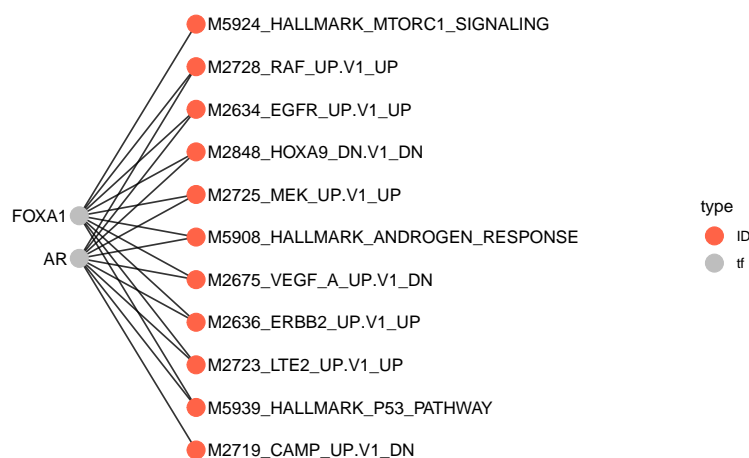 M5924_HALLMARK_MTORC1_SIGNALING
M2728_RAF_UP.V1_UP
M2634_EGFR_UP.V1_UP
M2848_HOXA9_DN.V1_DN
M2725_MEK_UP.V1_UP
FOXA1
M5908_HALLMARK_ANDROGEN_RESPONSE
AR
M2675_VEGF_A_UP.V1_DN
M2636_ERBB2_UP.V1_UP
M2723_LTE2_UP.V1_UP
M5939_HALLMARK_P53_PATHWAY
M2719_CAMP_UP.V1_DN
type
ID
tf